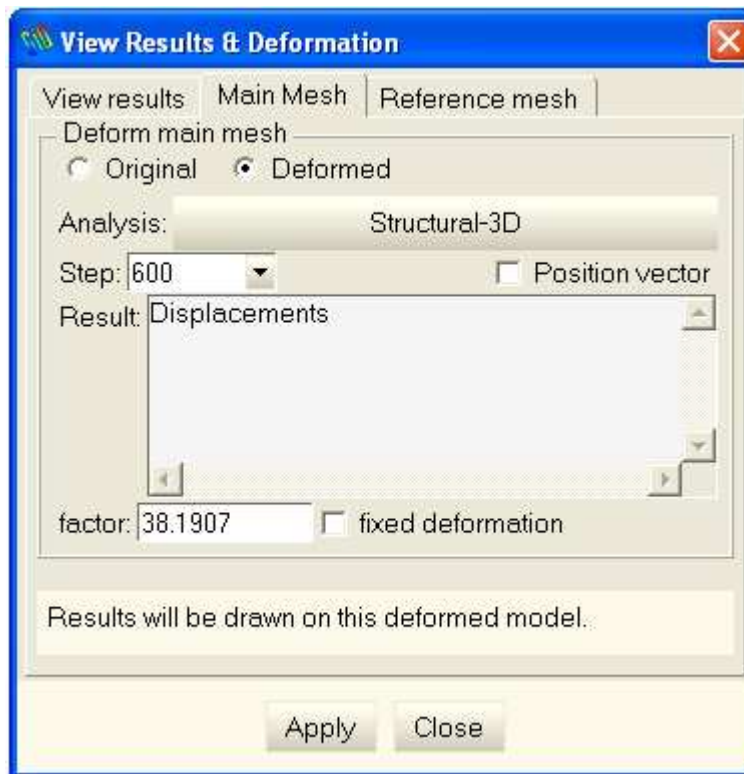 View Results & Deformation
View results Main Mesh Reference mesh
Deform main mesh
Original Deformed
Analysis: Structural-3D
Step: 600 Position vector
Result: Displacements
factor: 38.1907 fixed deformation
Results will be drawn on this deformed model.
Apply Close